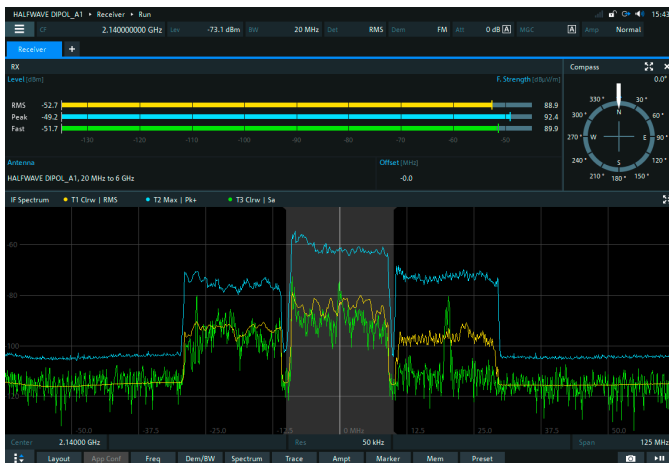 HALFWAVE DIPOL_A1 ▸ Receiver ▸ Run 15:43
CF 2.140000000 GHz Lev -73.1 dBm BW 20 MHz Det RMS Dem FM Att 0 dB A MGC A Amp Normal
Receiver +
RX
Level [dBm] F. Strength [dBµV/m]
RMS -52.7 88.9
Peak -49.2 92.4
Fast -51.7 89.9
-130 -110 -90 -70 -50
Antenna Offset [MHz]
HALFWAVE DIPOL_A1, 20 MHz to 6 GHz -0.0
Compass
0.0°
330° N 30°
300° 60°
270° W E 90°
240° 120°
210° S 150°
180°
IF Spectrum T1 Clrw | RMS T2 Max | Pk+ T3 Clrw | Sa
-60
-80
-100
-50.0 -37.5 -25.0 -12.5 0 MHz 12.5 25.0 37.5 50.0
Center 2.14000 GHz Res 50 kHz Span 125 MHz
Layout App Conf Freq Dem/BW Spectrum Trace Ampt Marker Mem Preset